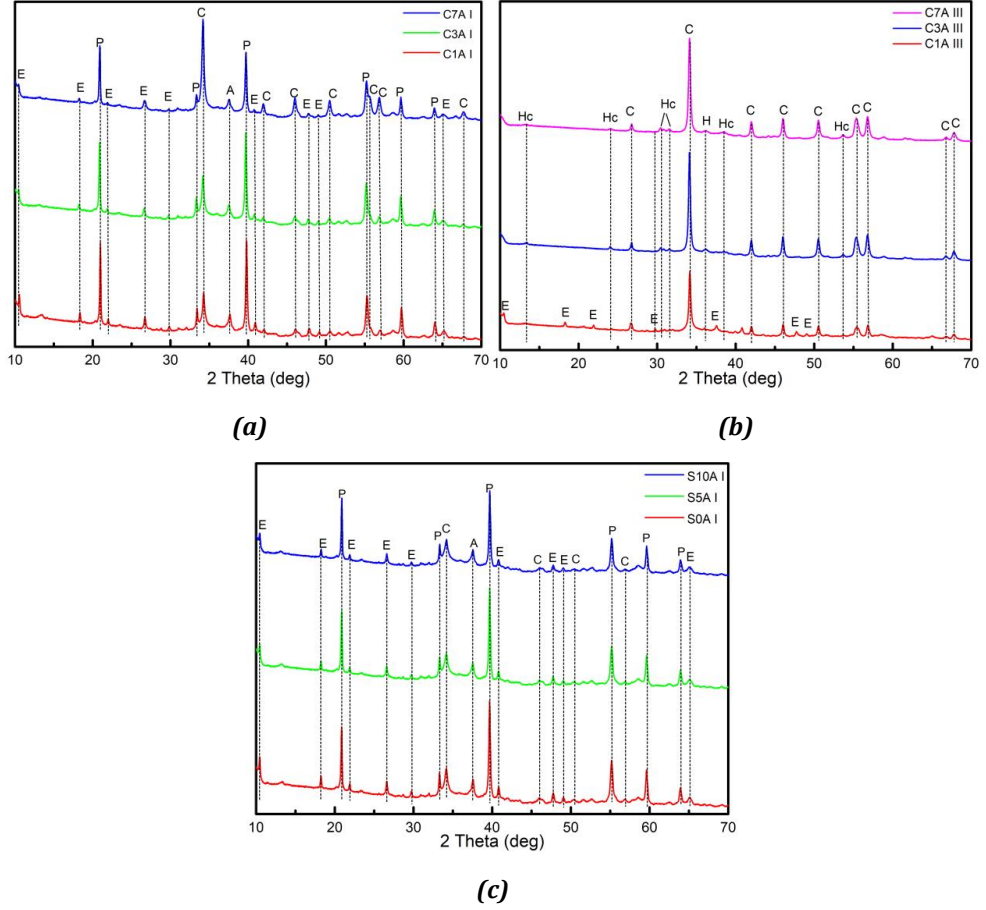 C7A I
C3A I
C1A I
E E P E E E P C A P E C C E E C P C C P P E C
10 20 30 40 50 60 70
2 Theta (deg)
(a)
C7A III
C3A III
C1A III
Hc Hc C Hc C H Hc C C C Hc C C C C
E E E E E E E
10 20 30 40 50 60 70
2 Theta (deg)
(b)
S10A I
S5A I
S0A I
E E P E E E P C A P E C E E C P C P P E
10 20 30 40 50 60 70
2 Theta (deg)
(c)